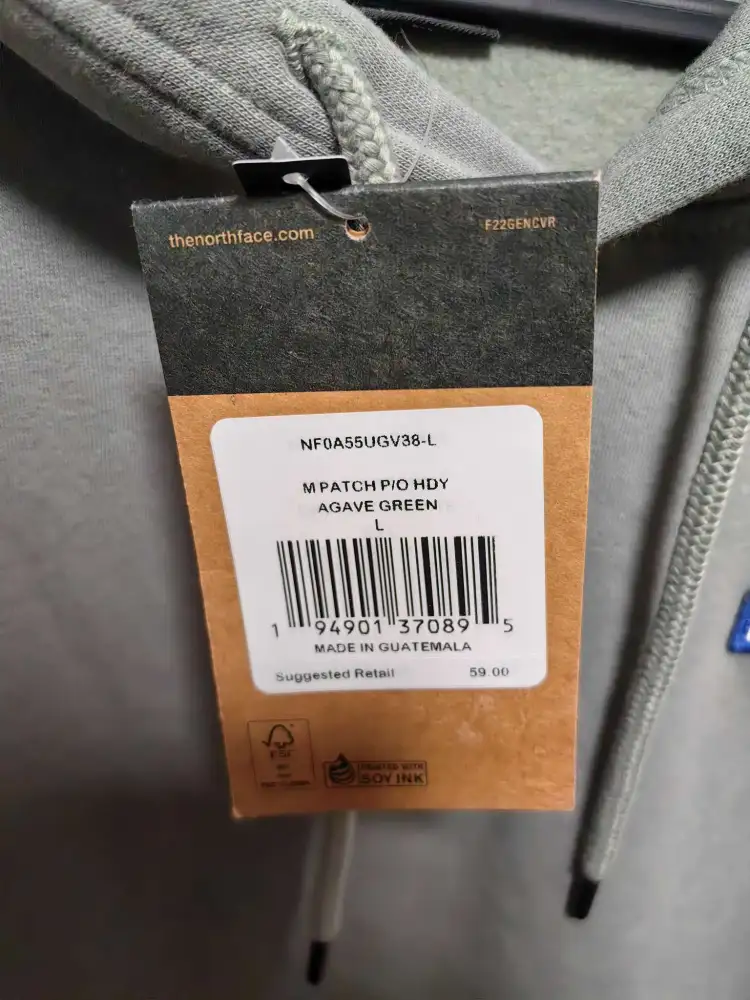 thenorthface.com
F22GENCVR
NF0A55UGV38-L
M PATCH P/O HDY
AGAVE GREEN
L
1 94901 37089 5
MADE IN GUATEMALA
Suggested Retail 59.00
FSC
PRINTED WITH
SOY INK